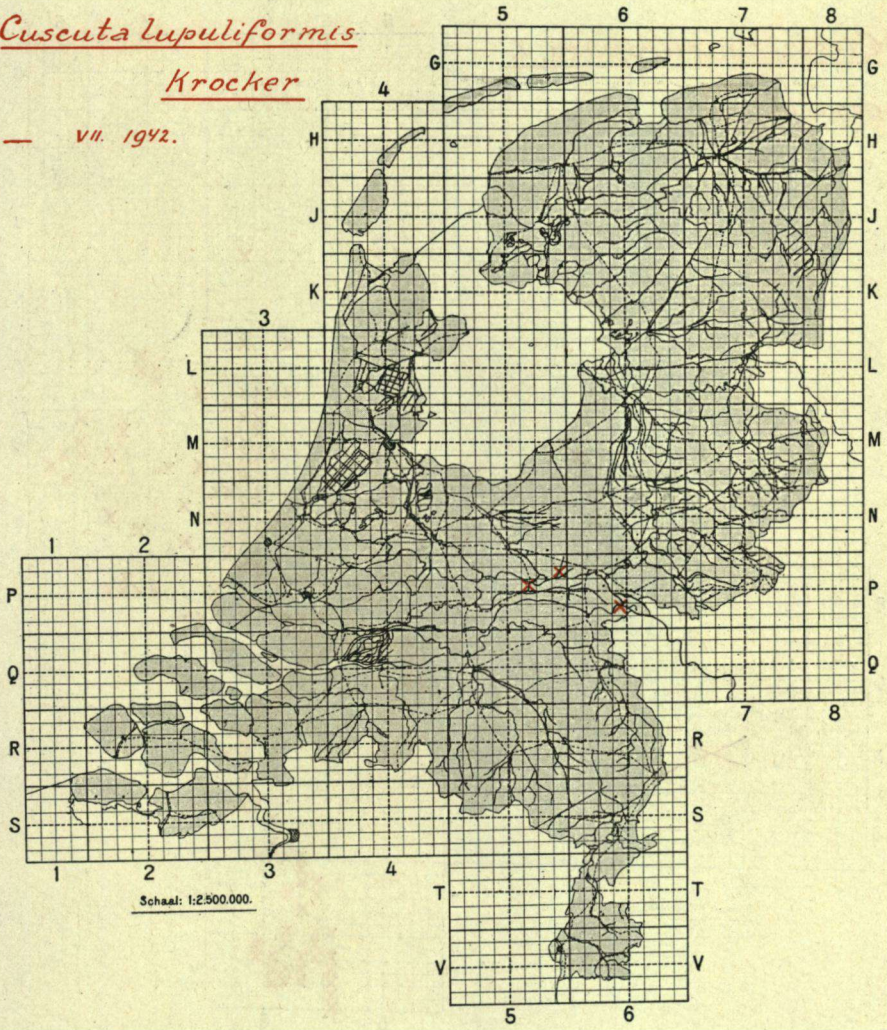 Cuscuta lupuliformis
Krocker
— VII. 1942.
5 6 7 8
G G
4
H H
J J
K K
3
L L
M M
N N
1 2
P P
Q Q
7 8
R R
S S
1 2 3 4
Schaal: 1:2.500.000.
T T
V V
5 6